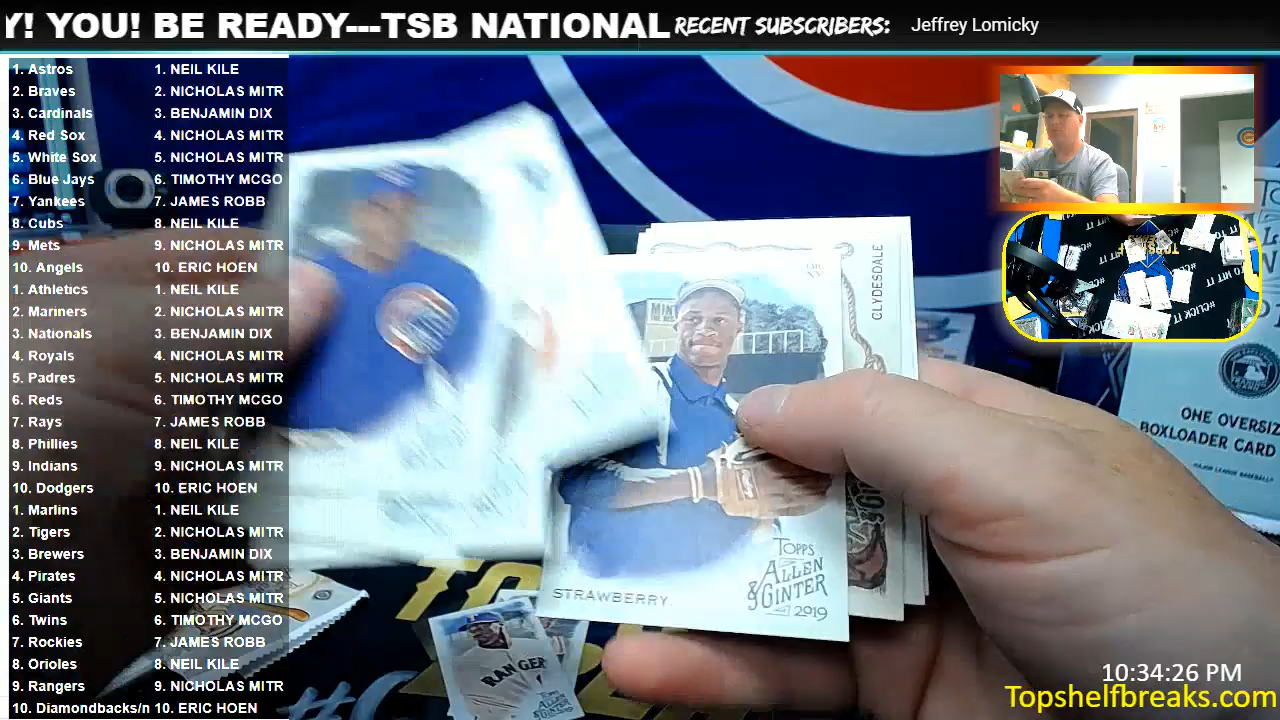 Y! YOU! BE READY---TSB NATIONAL
RECENT SUBSCRIBERS: Jeffrey Lomicky
1. Astros 1. NEIL KILE
2. Braves 2. NICHOLAS MITR
3. Cardinals 3. BENJAMIN DIX
4. Red Sox 4. NICHOLAS MITR
5. White Sox 5. NICHOLAS MITR
6. Blue Jays 6. TIMOTHY MCGO
7. Yankees 7. JAMES ROBB
8. Cubs 8. NEIL KILE
9. Mets 9. NICHOLAS MITR
10. Angels 10. ERIC HOEN
1. Athletics 1. NEIL KILE
2. Mariners 2. NICHOLAS MITR
3. Nationals 3. BENJAMIN DIX
4. Royals 4. NICHOLAS MITR
5. Padres 5. NICHOLAS MITR
6. Reds 6. TIMOTHY MCGO
7. Rays 7. JAMES ROBB
8. Phillies 8. NEIL KILE
9. Indians 9. NICHOLAS MITR
10. Dodgers 10. ERIC HOEN
1. Marlins 1. NEIL KILE
2. Tigers 2. NICHOLAS MITR
3. Brewers 3. BENJAMIN DIX
4. Pirates 4. NICHOLAS MITR
5. Giants 5. NICHOLAS MITR
6. Twins 6. TIMOTHY MCGO
7. Rockies 7. JAMES ROBB
8. Orioles 8. NEIL KILE
9. Rangers 9. NICHOLAS MITR
10. Diamondbacks/n 10. ERIC HOEN
CLYDESDALE
STRAWBERRY
TOPPS
ALLEN
& GINTER
2019
RANGER
ONE OVERSIZ
BOXLOADER CARD
MAJOR LEAGUE BASEBALL
10:34:26 PM
Topshelfbreaks.com